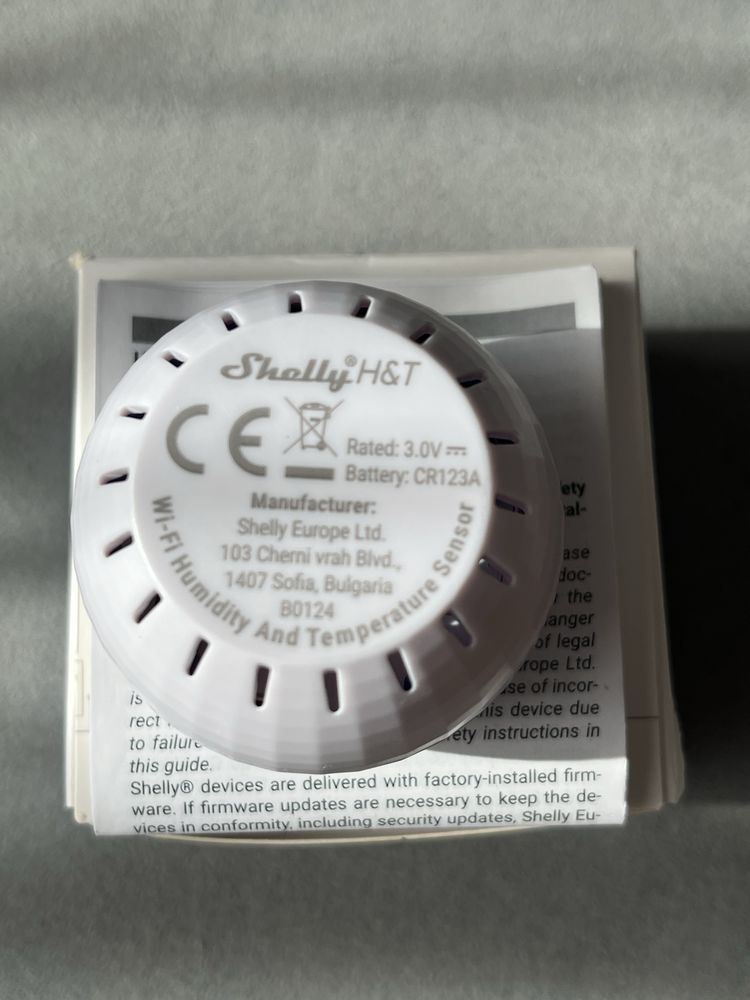 Shelly® H&T
CE
Rated: 3.0V
Battery: CR123A
Manufacturer:
Shelly Europe Ltd.
103 Cherni vrah Blvd.,
1407 Sofia, Bulgaria
B0124
Wi-Fi Humidity And Temperature Sensor
ety
al-
ase
doc-
the
anger
of legal
rope Ltd.
is
se of incor-
rect
his device due
to failure
ety instructions in
this guide.
Shelly® devices are delivered with factory-installed firm-
ware. If firmware updates are necessary to keep the de-
vices in conformity, including security updates, Shelly Eu-